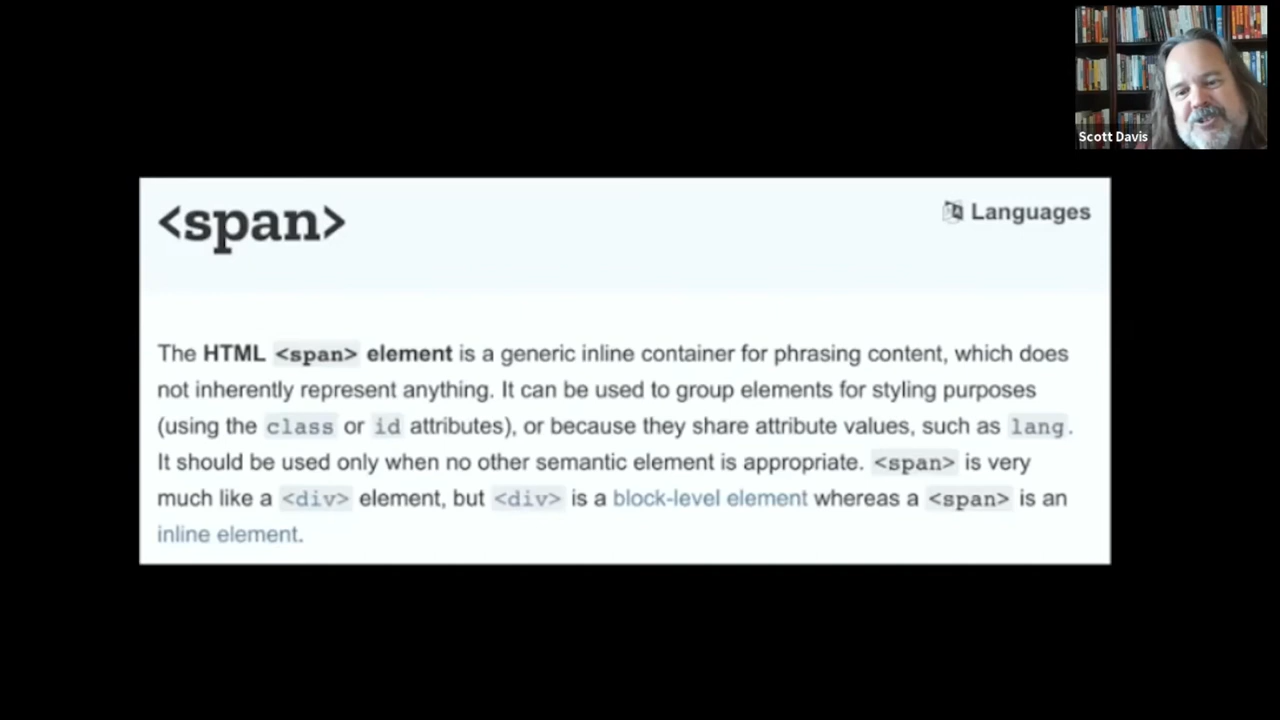 Scott Davis
<span>
Languages
The HTML <span> element is a generic inline container for phrasing content, which does
not inherently represent anything. It can be used to group elements for styling purposes
(using the class or id attributes), or because they share attribute values, such as lang.
It should be used only when no other semantic element is appropriate. <span> is very
much like a <div> element, but <div> is a block-level element whereas a <span> is an
inline element.